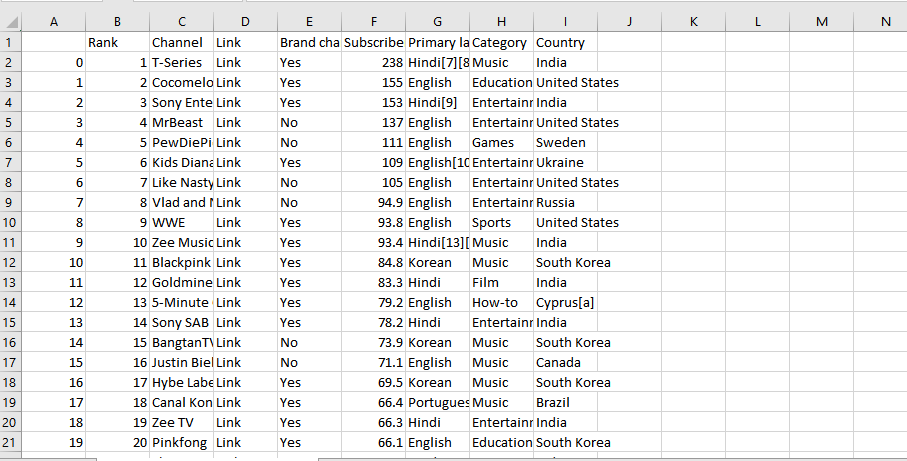 A B C D E F G H I J K L M N
1 Rank Channel Link Brand cha Subscribe Primary la Category Country
2 0 1 T-Series Link Yes 238 Hindi[7][8 Music India
3 1 2 Cocomelo Link Yes 155 English Education United States
4 2 3 Sony Ente Link Yes 153 Hindi[9] Entertainr India
5 3 4 MrBeast Link No 137 English Entertainr United States
6 4 5 PewDiePi Link No 111 English Games Sweden
7 5 6 Kids Diana Link Yes 109 English[10 Entertainr Ukraine
8 6 7 Like Nasty Link No 105 English Entertainr United States
9 7 8 Vlad and N Link No 94.9 English Entertainr Russia
10 8 9 WWE Link Yes 93.8 English Sports United States
11 9 10 Zee Music Link Yes 93.4 Hindi[13][ Music India
12 10 11 Blackpink Link Yes 84.8 Korean Music South Korea
13 11 12 Goldmine Link Yes 83.3 Hindi Film India
14 12 13 5-Minute Link Yes 79.2 English How-to Cyprus[a]
15 13 14 Sony SAB Link Yes 78.2 Hindi Entertainr India
16 14 15 BangtanTV Link No 73.9 Korean Music South Korea
17 15 16 Justin Biel Link No 71.1 English Music Canada
18 16 17 Hybe Labe Link Yes 69.5 Korean Music South Korea
19 17 18 Canal Kon Link Yes 66.4 Portugues Music Brazil
20 18 19 Zee TV Link Yes 66.3 Hindi Entertainr India
21 19 20 Pinkfong Link Yes 66.1 English Education South Korea